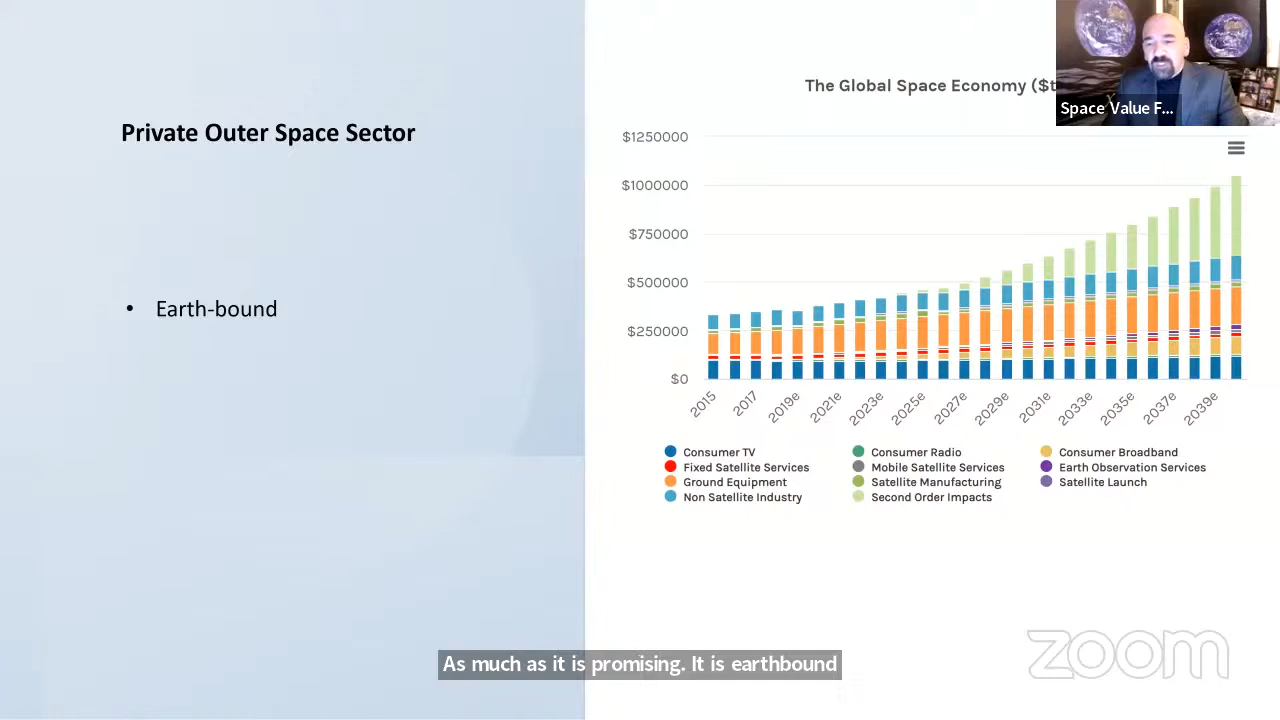 Private Outer Space Sector
• Earth-bound
The Global Space Economy ($t
Space Value F...
$1250000
$1000000
$750000
$500000
$250000
$0
2015
2017
2019e
2021e
2023e
2025e
2027e
2029e
2031e
2033e
2035e
2037e
2039e
Consumer TV
Consumer Radio
Consumer Broadband
Fixed Satellite Services
Mobile Satellite Services
Earth Observation Services
Ground Equipment
Satellite Manufacturing
Satellite Launch
Non Satellite Industry
Second Order Impacts
As much as it is promising. It is earthbound
zoom